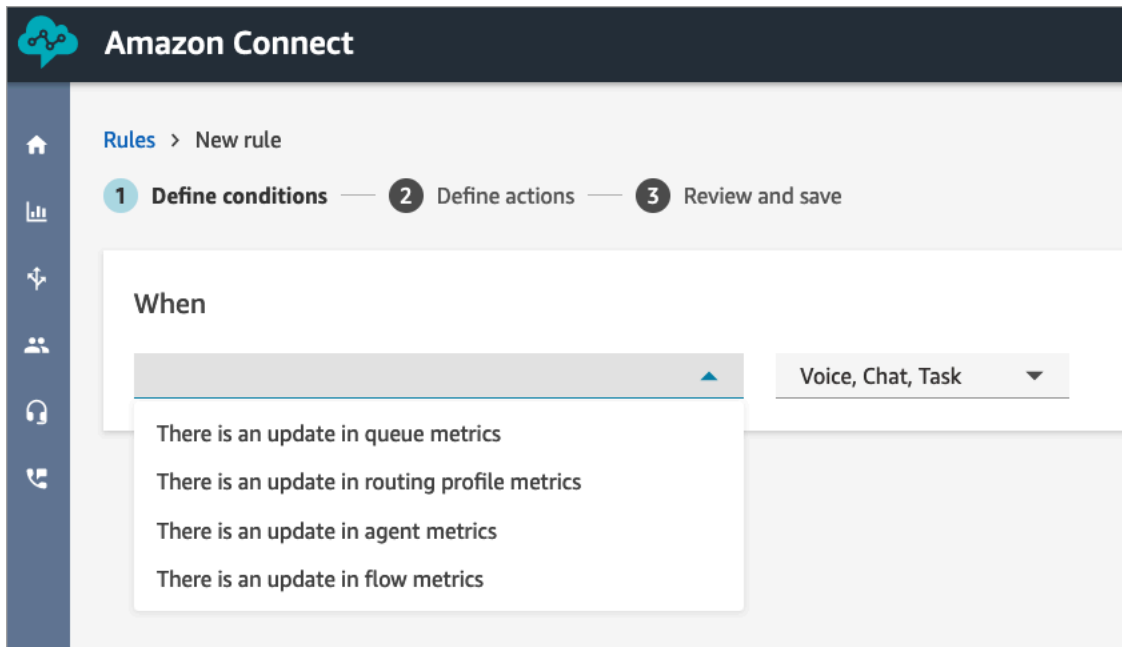 Amazon Connect
Rules > New rule
1 Define conditions 2 Define actions 3 Review and save
When
Voice, Chat, Task
There is an update in queue metrics
There is an update in routing profile metrics
There is an update in agent metrics
There is an update in flow metrics